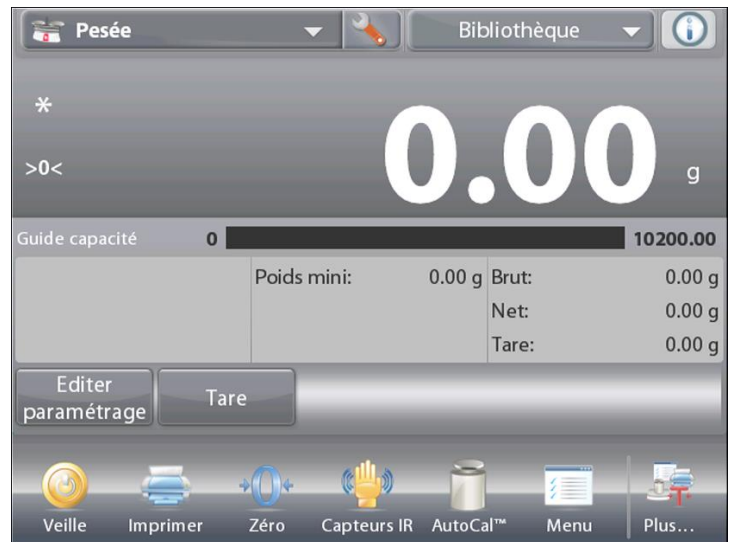 Pesée Bibliothèque
*
0.00 g
>0<
Guide capacité 0 10200.00
Poids mini: 0.00 g Brut: 0.00 g
Net: 0.00 g
Tare: 0.00 g
Editer
paramétrage
Tare
Veille Imprimer Zéro Capteurs IR AutoCal™ Menu Plus...